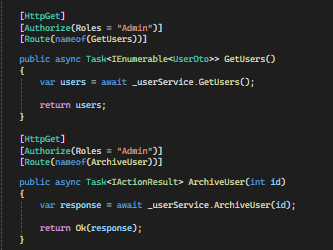 [HttpGet]
[Authorize(Roles = "Admin")]
[Route(nameof(GetUsers))]
public async Task<IEnumerable<UserDto>> GetUsers()
{
var users = await _userService.GetUsers();
return users;
}
[HttpGet]
[Authorize(Roles = "Admin")]
[Route(nameof(ArchiveUser))]
public async Task<IActionResult> ArchiveUser(int id)
{
var response = await _userService.ArchiveUser(id);
return Ok(response);
}